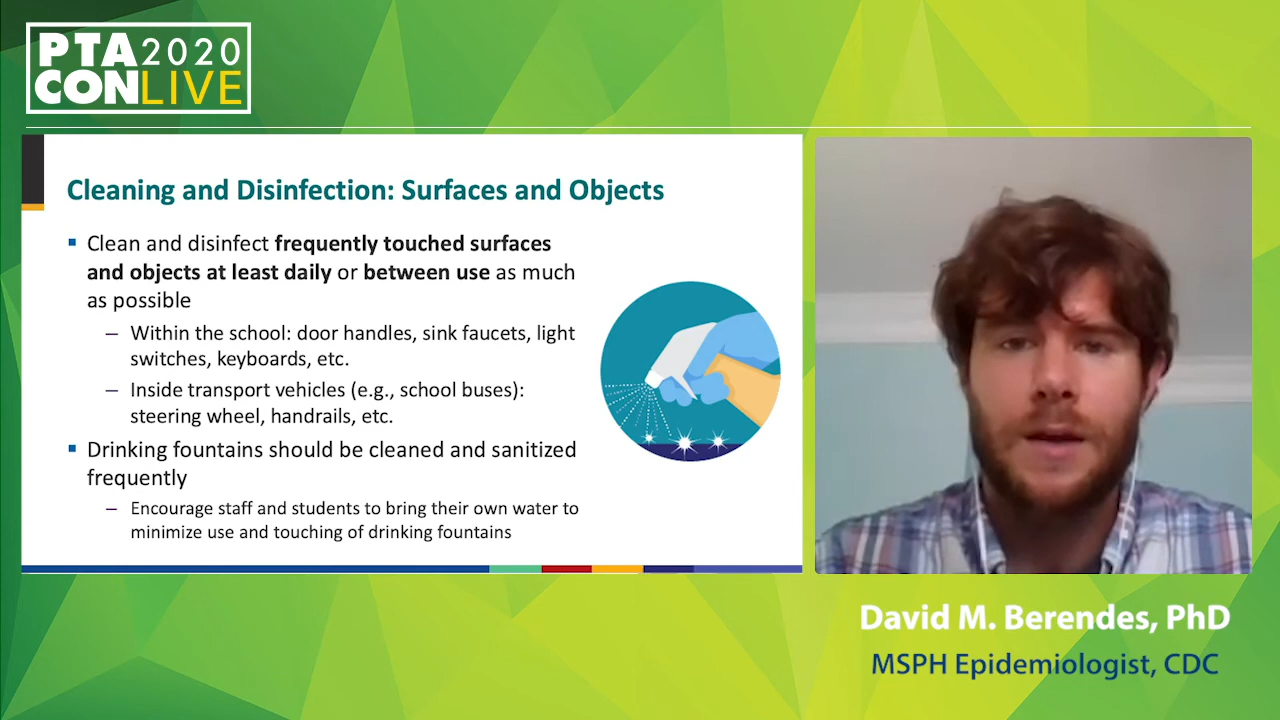 PTA2020
CONLIVE
Cleaning and Disinfection: Surfaces and Objects
▪ Clean and disinfect frequently touched surfaces
and objects at least daily or between use as much
as possible
– Within the school: door handles, sink faucets, light
switches, keyboards, etc.
– Inside transport vehicles (e.g., school buses):
steering wheel, handrails, etc.
▪ Drinking fountains should be cleaned and sanitized
frequently
– Encourage staff and students to bring their own water to
minimize use and touching of drinking fountains
David M. Berendes, PhD
MSPH Epidemiologist, CDC